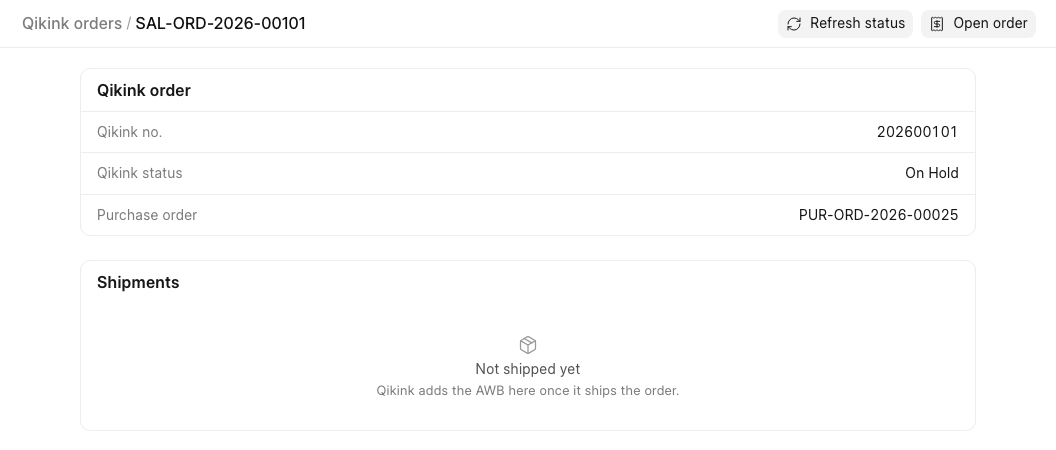 Qikink orders / SAL-ORD-2026-00101
Refresh status
Open order
Qikink order
Qikink no.
202600101
Qikink status
On Hold
Purchase order
PUR-ORD-2026-00025
Shipments
Not shipped yet
Qikink adds the AWB here once it ships the order.